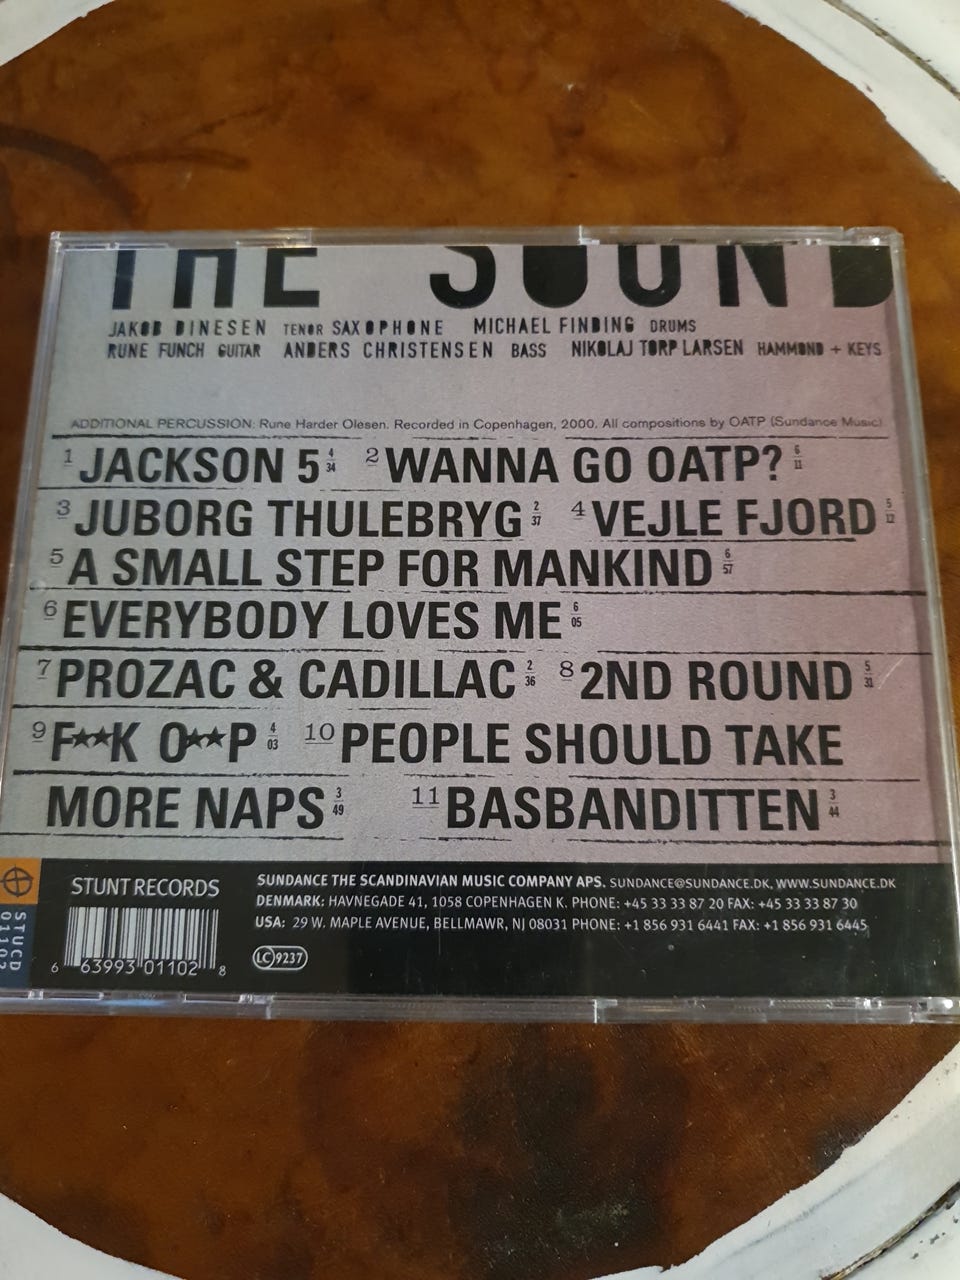 THE SOUND
JAKOB DINESEN TENOR SAXOPHONE MICHAEL FINDING DRUMS
RUNE FUNCH GUITAR ANDERS CHRISTENSEN BASS NIKOLAJ TORP LARSEN HAMMOND + KEYS
ADDITIONAL PERCUSSION: Rune Harder Olesen. Recorded in Copenhagen, 2000. All compositions by OATP (Sundance Music)
1 JACKSON 5 4 34 2 WANNA GO OATP? 6 11
3 JUBORG THULEBRYG 2 37 4 VEJLE FJORD 5 12
5 A SMALL STEP FOR MANKIND 6 57
6 EVERYBODY LOVES ME 6 05
7 PROZAC & CADILLAC 2 36 8 2ND ROUND 5 31
9 F**K O**P 4 03 10 PEOPLE SHOULD TAKE
MORE NAPS 3 49 11 BASBANDITTEN 3 44
STUNT RECORDS
SUNDANCE THE SCANDINAVIAN MUSIC COMPANY APS. SUNDANCE@SUNDANCE.DK, WWW.SUNDANCE.DK
DENMARK: HAVNEGADE 41, 1058 COPENHAGEN K. PHONE: +45 33 33 87 20 FAX: +45 33 33 87 30
USA: 29 W. MAPLE AVENUE, BELLMAWR, NJ 08031 PHONE: +1 856 931 6441 FAX: +1 856 931 6445
LC 9237
6 63993 01102 8
STUCD 01102